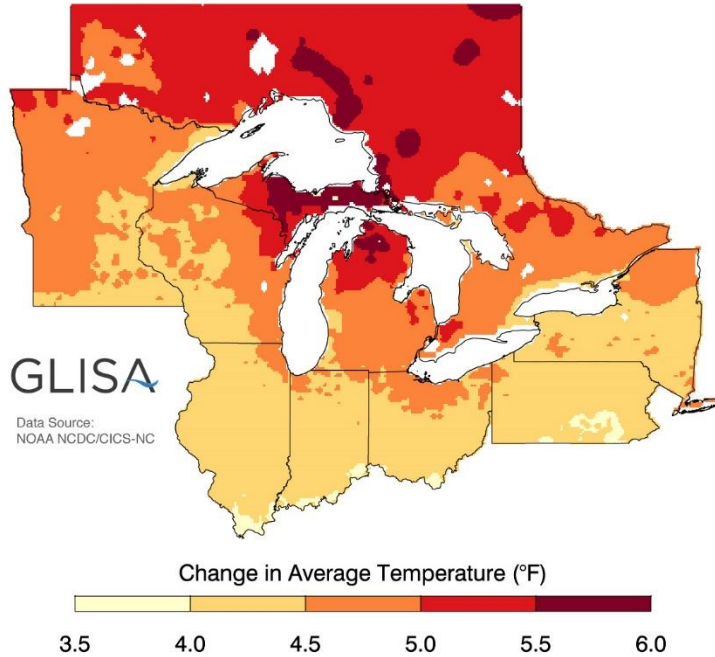 GLISA
Data Source:
NOAA NCDC/CICS-NC
Change in Average Temperature (°F)
3.5 4.0 4.5 5.0 5.5 6.0